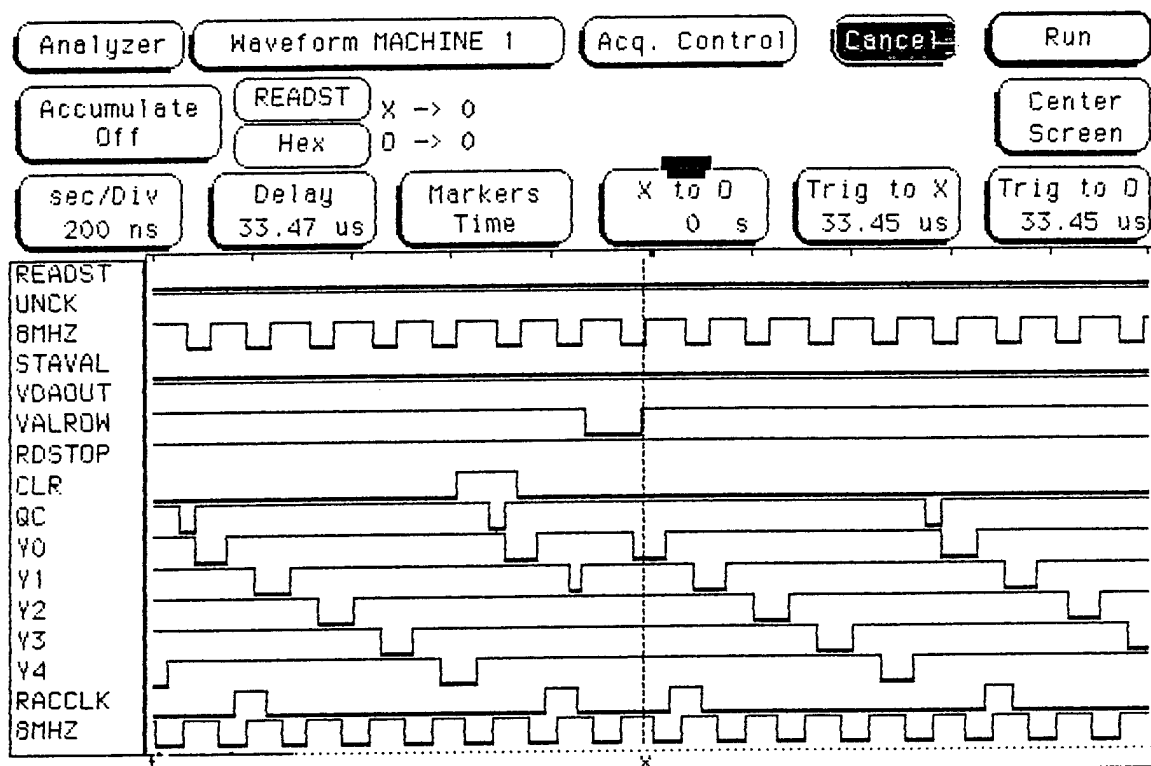 Analyzer Waveform MACHINE 1 Acq. Control Cancel Run
Accumulate Off
READST X -> 0
Hex O -> 0
Center Screen
sec/Div Delay Markers X to O Trig to X Trig to O
200 ns 33.47 us Time 0 s 33.45 us 33.45 us
READST
UNCK
8MHZ
STAVAL
VDAOUT
VALROW
RDSTOP
CLR
QC
Y0
Y1
Y2
Y3
Y4
RACCLK
8MHZ
X